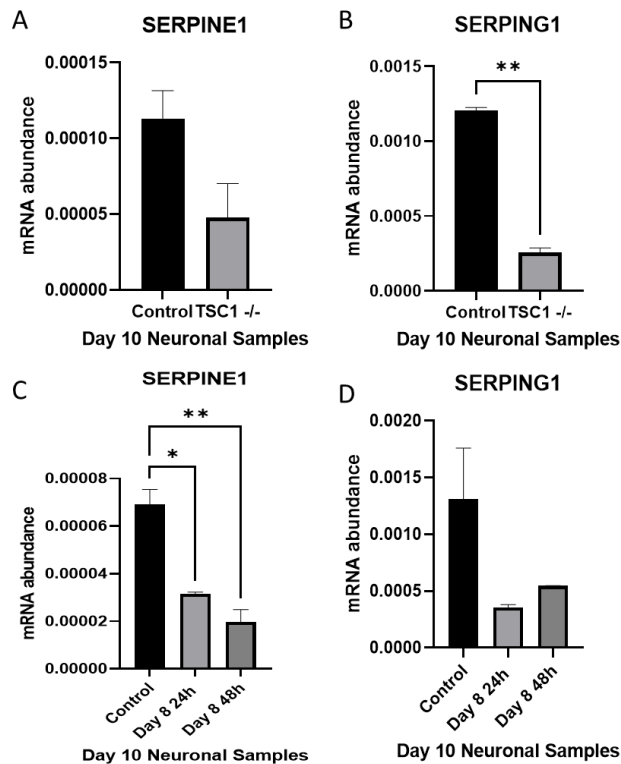 A
SERPINE1
mRNA abundance
0.00015
0.00010
0.00005
0.00000
Control TSC1 -/-
Day 10 Neuronal Samples
B
SERPING1
**
mRNA abundance
0.0015
0.0010
0.0005
0.0000
Control TSC1 -/-
Day 10 Neuronal Samples
C
SERPINE1
**
*
mRNA abundance
0.00008
0.00006
0.00004
0.00002
0.00000
Control
Day 8 24h
Day 8 48h
Day 10 Neuronal Samples
D
SERPING1
mRNA abundance
0.0020
0.0015
0.0010
0.0005
0.0000
Control
Day 8 24h
Day 8 48h
Day 10 Neuronal Samples